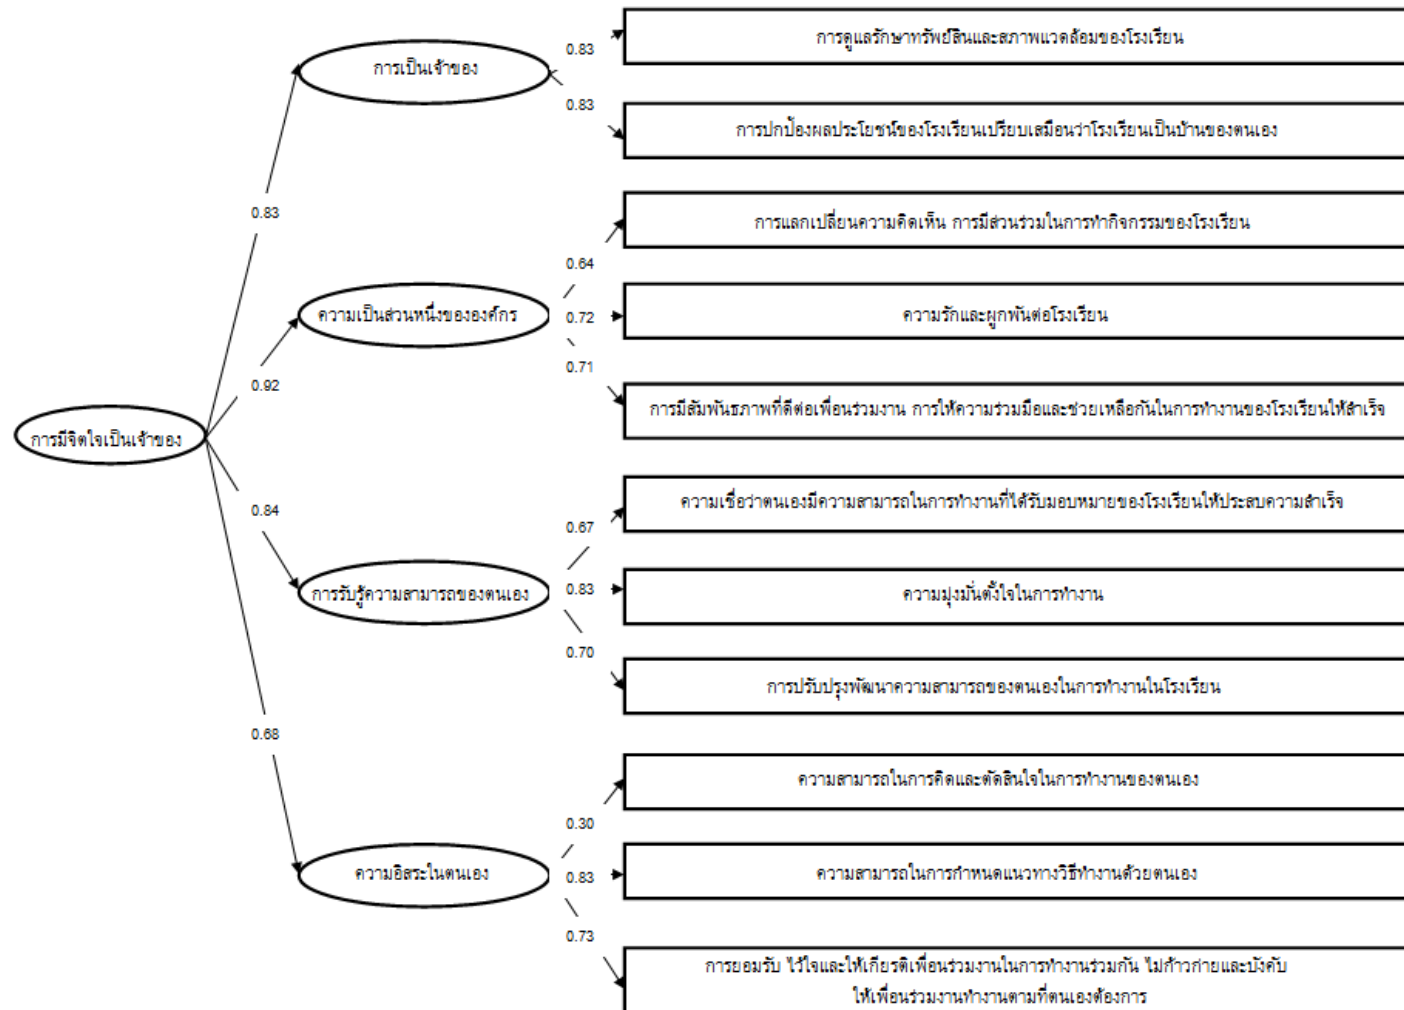 การดูแลรักษาทรัพย์สินและสภาพแวดล้อมของโรงเรียน
0.83
การเป็นเจ้าของ
0.83
การปกป้องผลประโยชน์ของโรงเรียนเปรียบเสมือนว่าโรงเรียนเป็นบ้านของตนเอง
0.83
การแลกเปลี่ยนความคิดเห็น การมีส่วนร่วมในการทำกิจกรรมของโรงเรียน
0.64
ความเป็นส่วนหนึ่งขององค์กร
0.72
ความรักและผูกพันต่อโรงเรียน
0.71
0.92
การมีสัมพันธภาพที่ดีต่อเพื่อนร่วมงาน การให้ความร่วมมือและช่วยเหลือกันในการทำงานของโรงเรียนให้สำเร็จ
การมีจิตใจเป็นเจ้าของ
0.84
ความเชื่อว่าตนเองมีความสามารถในการทำงานที่ได้รับมอบหมายของโรงเรียนให้ประสบความสำเร็จ
0.67
การรับรู้ความสามารถของตนเอง
0.83
ความมุ่งมั่นตั้งใจในการทำงาน
0.70
การปรับปรุงพัฒนาความสามารถของตนเองในการทำงานในโรงเรียน
0.68
ความสามารถในการคิดและตัดสินใจในการทำงานของตนเอง
0.30
ความอิสระในตนเอง
0.83
ความสามารถในการกำหนดแนวทางวิธีทำงานด้วยตนเอง
0.73
การยอมรับ ไว้ใจและให้เกียรติเพื่อนร่วมงานในการทำงานร่วมกัน ไม่ก้าวก่ายและบังคับ
ให้เพื่อนร่วมงานทำงานตามที่ตนเองต้องการ